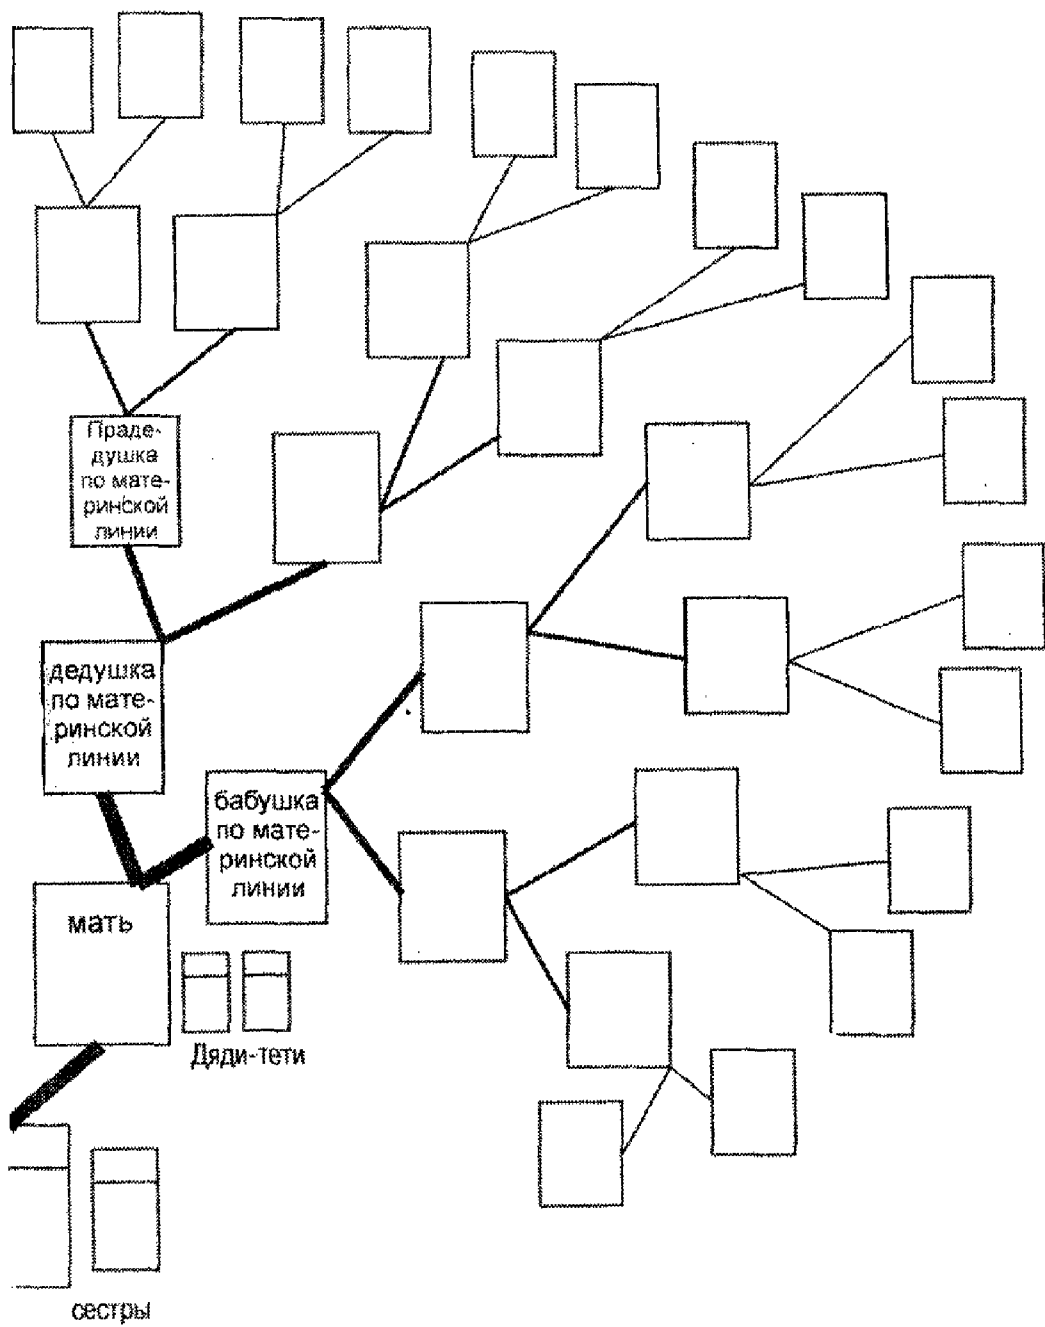 Праде-
душка
по мате-
ринской
линии
дедушка
по мате-
ринской
линии
бабушка
по мате-
ринской
линии
мать
Дяди-тети
сестры